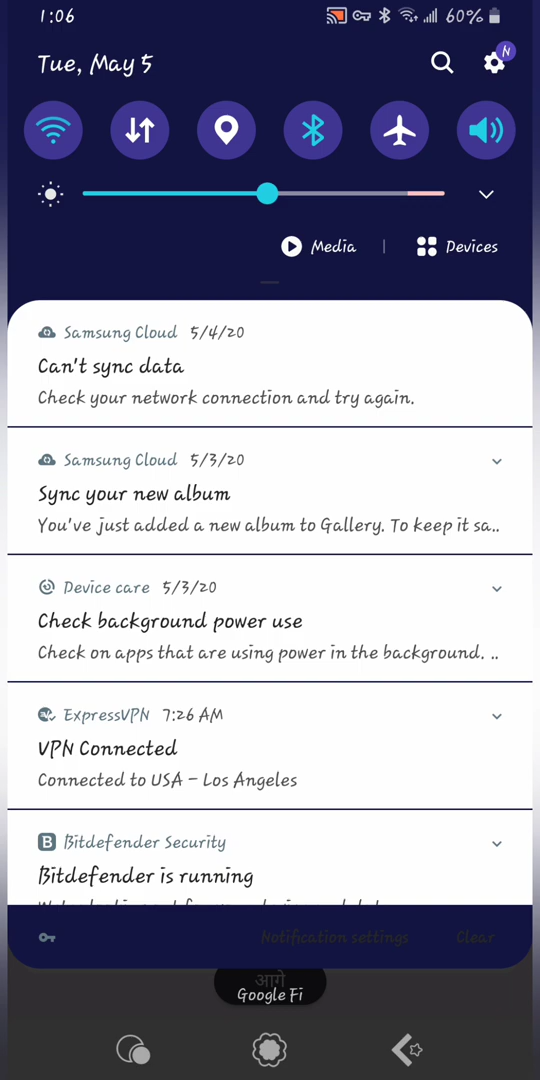 1:06
60%
Tue, May 5
N
Media | Devices
Samsung Cloud 5/4/20
Can't sync data
Check your network connection and try again.
Samsung Cloud 5/3/20
Sync your new album
You've just added a new album to Gallery. To keep it sa..
Device care 5/3/20
Check background power use
Check on apps that are using power in the background. ..
ExpressVPN 7:26 AM
VPN Connected
Connected to USA - Los Angeles
B Bitdefender Security
Bitdefender is running
Notification settings Clear
आगे
Google Fi